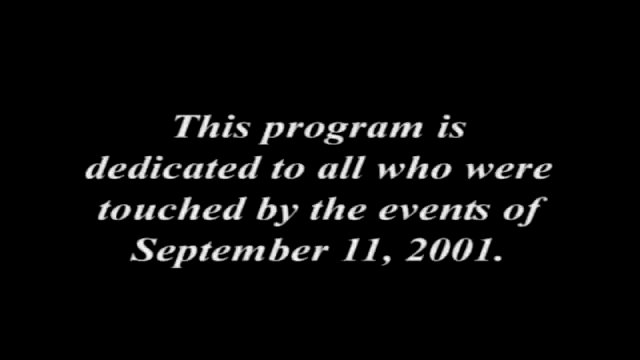 This program is
dedicated to all who were
touched by the events of
September 11, 2001.